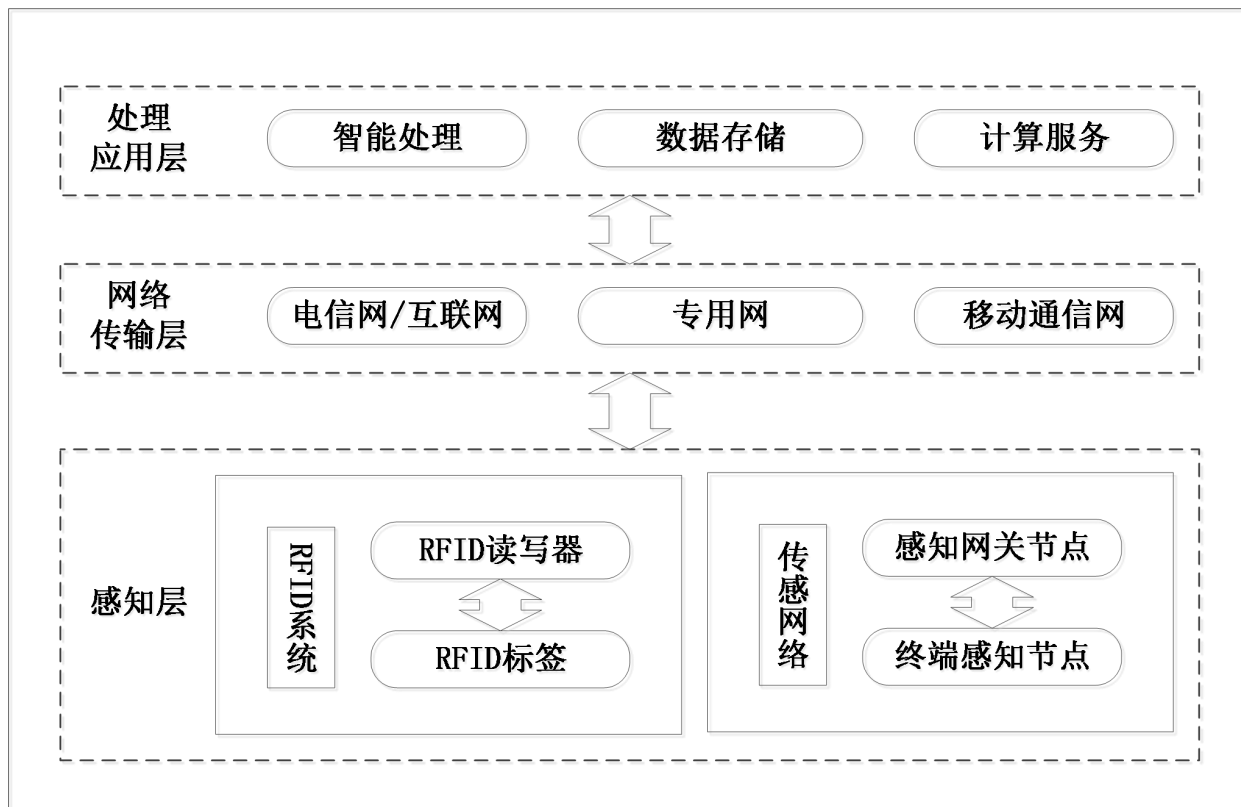 处理
应用层
智能处理
数据存储
计算服务
网络
传输层
电信网/互联网
专用网
移动通信网
感知层
RFID系统
RFID读写器
RFID标签
传感网络
感知网关节点
终端感知节点